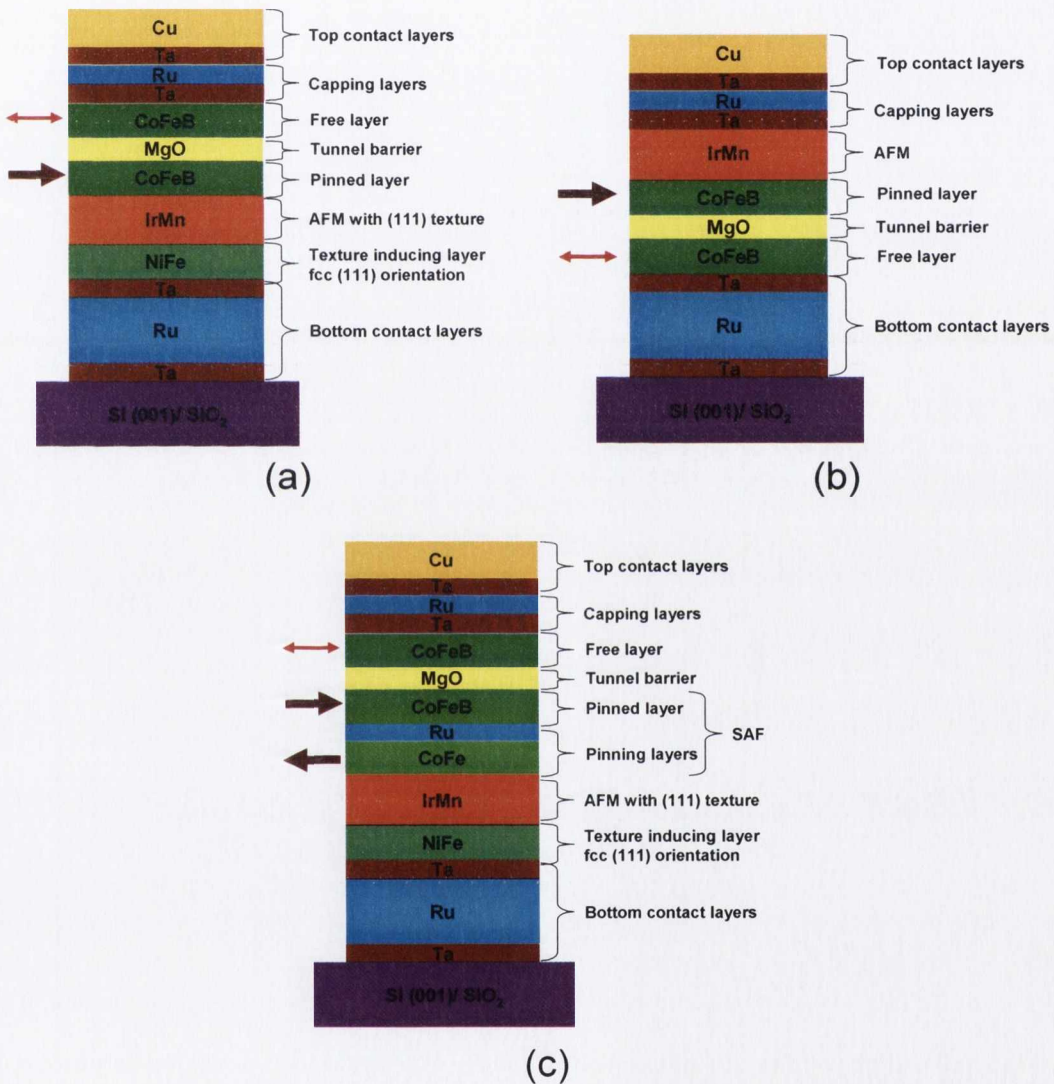 Cu
Ta
Top contact layers
Ru
Ta
Capping layers
CoFeB
Free layer
MgO
Tunnel barrier
CoFeB
Pinned layer
IrMn
AFM with (111) texture
NiFe
Texture inducing layer
fcc (111) orientation
Ta
Ru
Bottom contact layers
Ta
SI (001)/ SIO₂
(a)
Cu
Ta
Top contact layers
Ru
Ta
Capping layers
IrMn
AFM
CoFeB
Pinned layer
MgO
Tunnel barrier
CoFeB
Free layer
Ta
Ru
Bottom contact layers
Ta
SI (001)/ SIO₂
(b)
Cu
Ta
Top contact layers
Ru
Ta
Capping layers
CoFeB
Free layer
MgO
Tunnel barrier
CoFeB
Pinned layer
Ru
SAF
CoFe
Pinning layers
IrMn
AFM with (111) texture
NiFe
Texture inducing layer
fcc (111) orientation
Ta
Ru
Bottom contact layers
Ta
SI (001)/ SIO₂
(c)